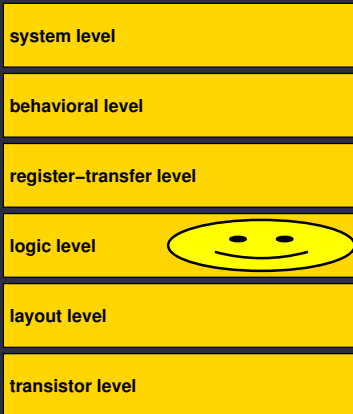 system level
behavioral level
register−transfer level
logic level
layout level
transistor level